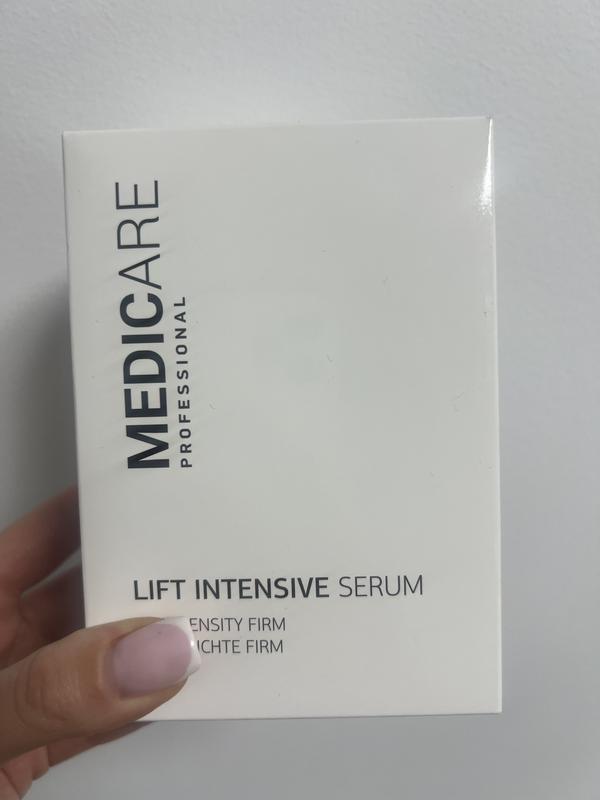 MEDICARE
PROFESSIONAL
LIFT INTENSIVE SERUM
FIRM
FIRM